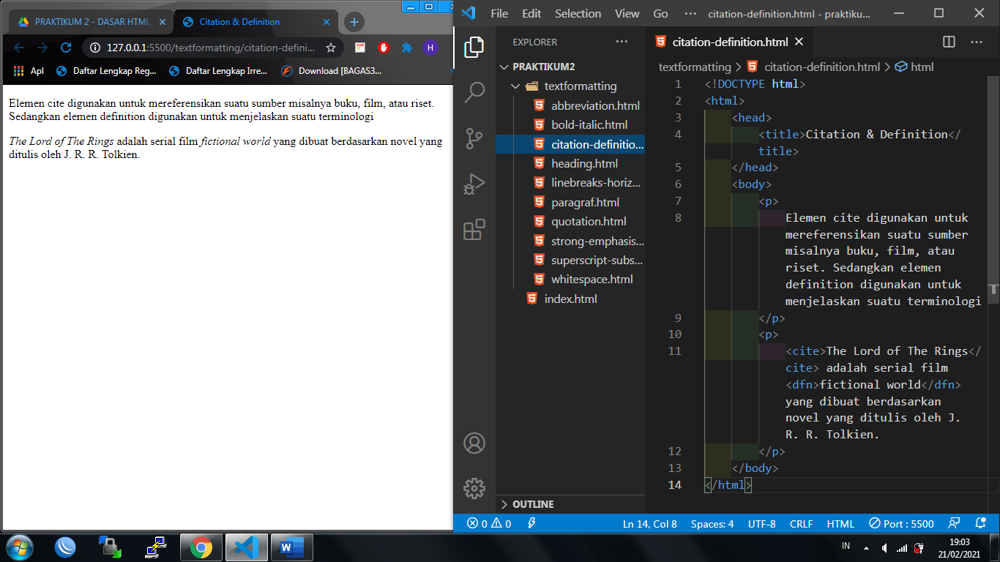 PRAKTIKUM 2 - DASAR HTML
Citation & Definition
127.0.0.1:5500/textformatting/citation-defini...
H
Apl
Daftar Lengkap Reg...
Daftar Lengkap Irre...
Download [BAGAS3...
Elemen cite digunakan untuk mereferensikan suatu sumber misalnya buku, film, atau riset.
Sedangkan elemen definition digunakan untuk menjelaskan suatu terminologi
The Lord of The Rings adalah serial film fictional world yang dibuat berdasarkan novel yang
ditulis oleh J. R. R. Tolkien.
File Edit Selection View Go ··· citation-definition.html - praktiku...
EXPLORER ···
PRAKTIKUM2
textformatting
abbreviation.html
bold-italic.html
citation-definitio...
heading.html
linebreaks-horiz...
paragraf.html
quotation.html
strong-emphasis...
superscript-subs...
whitespace.html
index.html
OUTLINE
citation-definition.html
textformatting > citation-definition.html > html
1 <!DOCTYPE html>
2 <html>
3 <head>
4 <title>Citation & Definition</
title>
5 </head>
6 <body>
7 <p>
8 Elemen cite digunakan untuk
mereferensikan suatu sumber
misalnya buku, film, atau
riset. Sedangkan elemen
definition digunakan untuk
menjelaskan suatu terminologi
9 </p>
10 <p>
11 <cite>The Lord of The Rings</
cite> adalah serial film
<dfn>fictional world</dfn>
yang dibuat berdasarkan
novel yang ditulis oleh J.
R. R. Tolkien.
12 </p>
13 </body>
14 </html>
0 0 Ln 14, Col 8 Spaces: 4 UTF-8 CRLF HTML Port : 5500
IN
19:03
21/02/2021